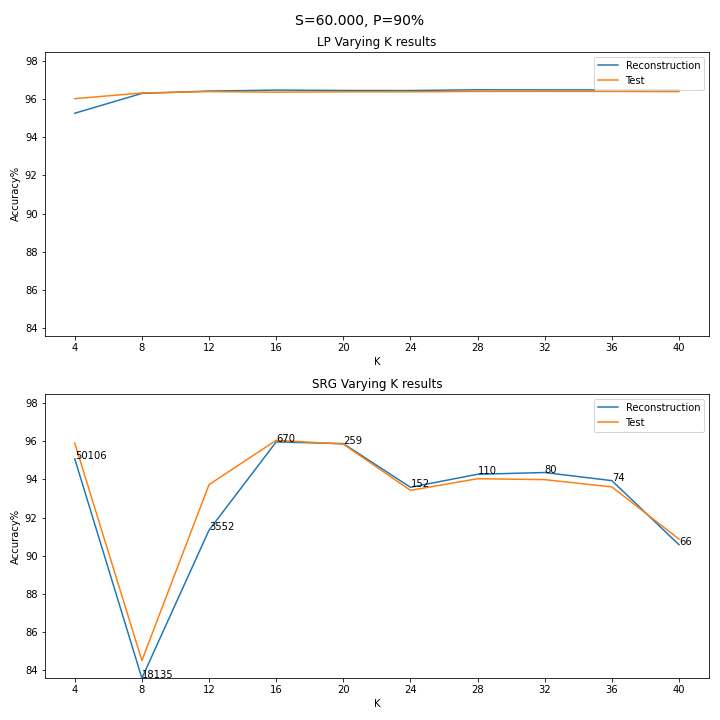 S=60.000, P=90%
LP Varying K results
98
96
94
92
90
88
86
84
Accuracy%
Reconstruction
Test
4 8 12 16 20 24 28 32 36 40
K
SRG Varying K results
98
96
94
92
90
88
86
84
Accuracy%
Reconstruction
Test
50106
18135
3552
670
259
152
110
80
74
66
4 8 12 16 20 24 28 32 36 40
K